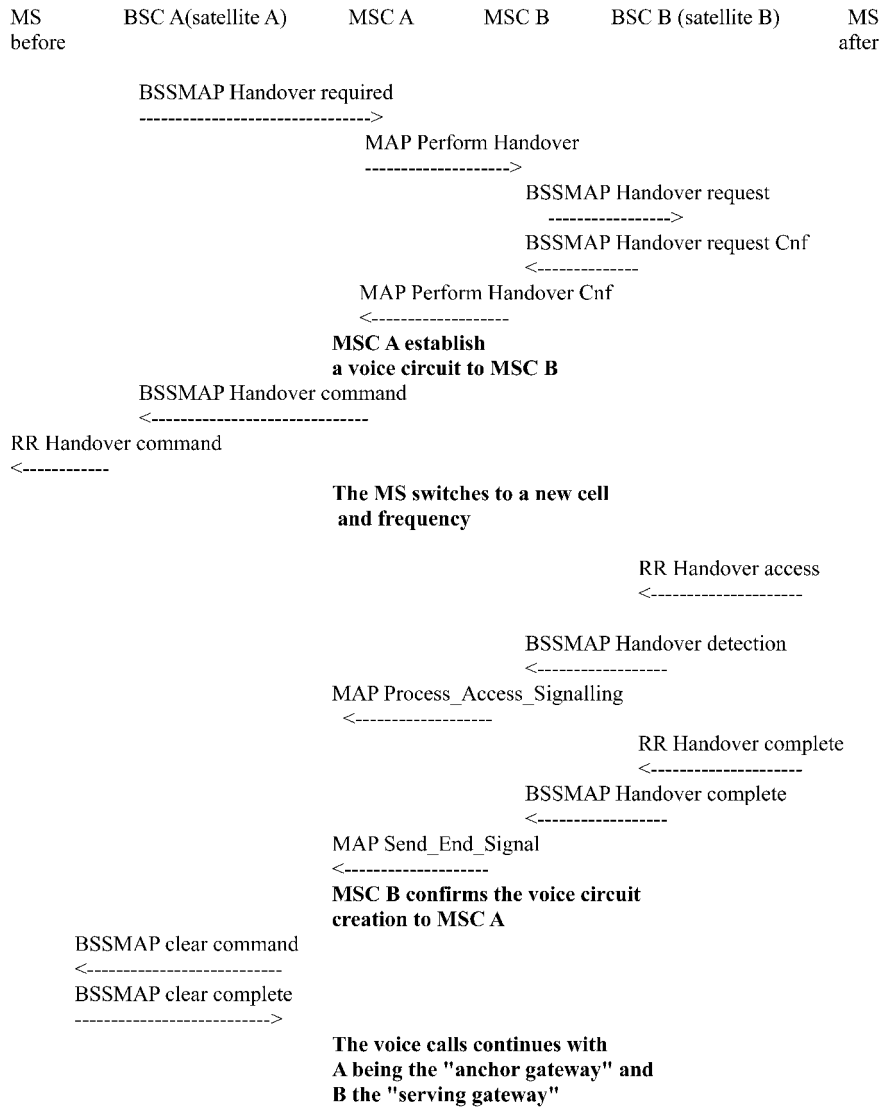 MS BSC A(satellite A) MSC A MSC B BSC B (satellite B) MS
before after
BSSMAP Handover required
-------------------------------->
MAP Perform Handover
-------------------->
BSSMAP Handover request
----------------->
BSSMAP Handover request Cnf
<--------------
MAP Perform Handover Cnf
<-------------------
MSC A establish
a voice circuit to MSC B
BSSMAP Handover command
<------------------------------
RR Handover command
<------------
The MS switches to a new cell
and frequency
RR Handover access
<---------------------
BSSMAP Handover detection
<------------------
MAP Process_Access_Signalling
<-------------------
RR Handover complete
<---------------------
BSSMAP Handover complete
<------------------
MAP Send_End_Signal
<--------------------
MSC B confirms the voice circuit
creation to MSC A
BSSMAP clear command
<---------------------------
BSSMAP clear complete
--------------------------->
The voice calls continues with
A being the "anchor gateway" and
B the "serving gateway"